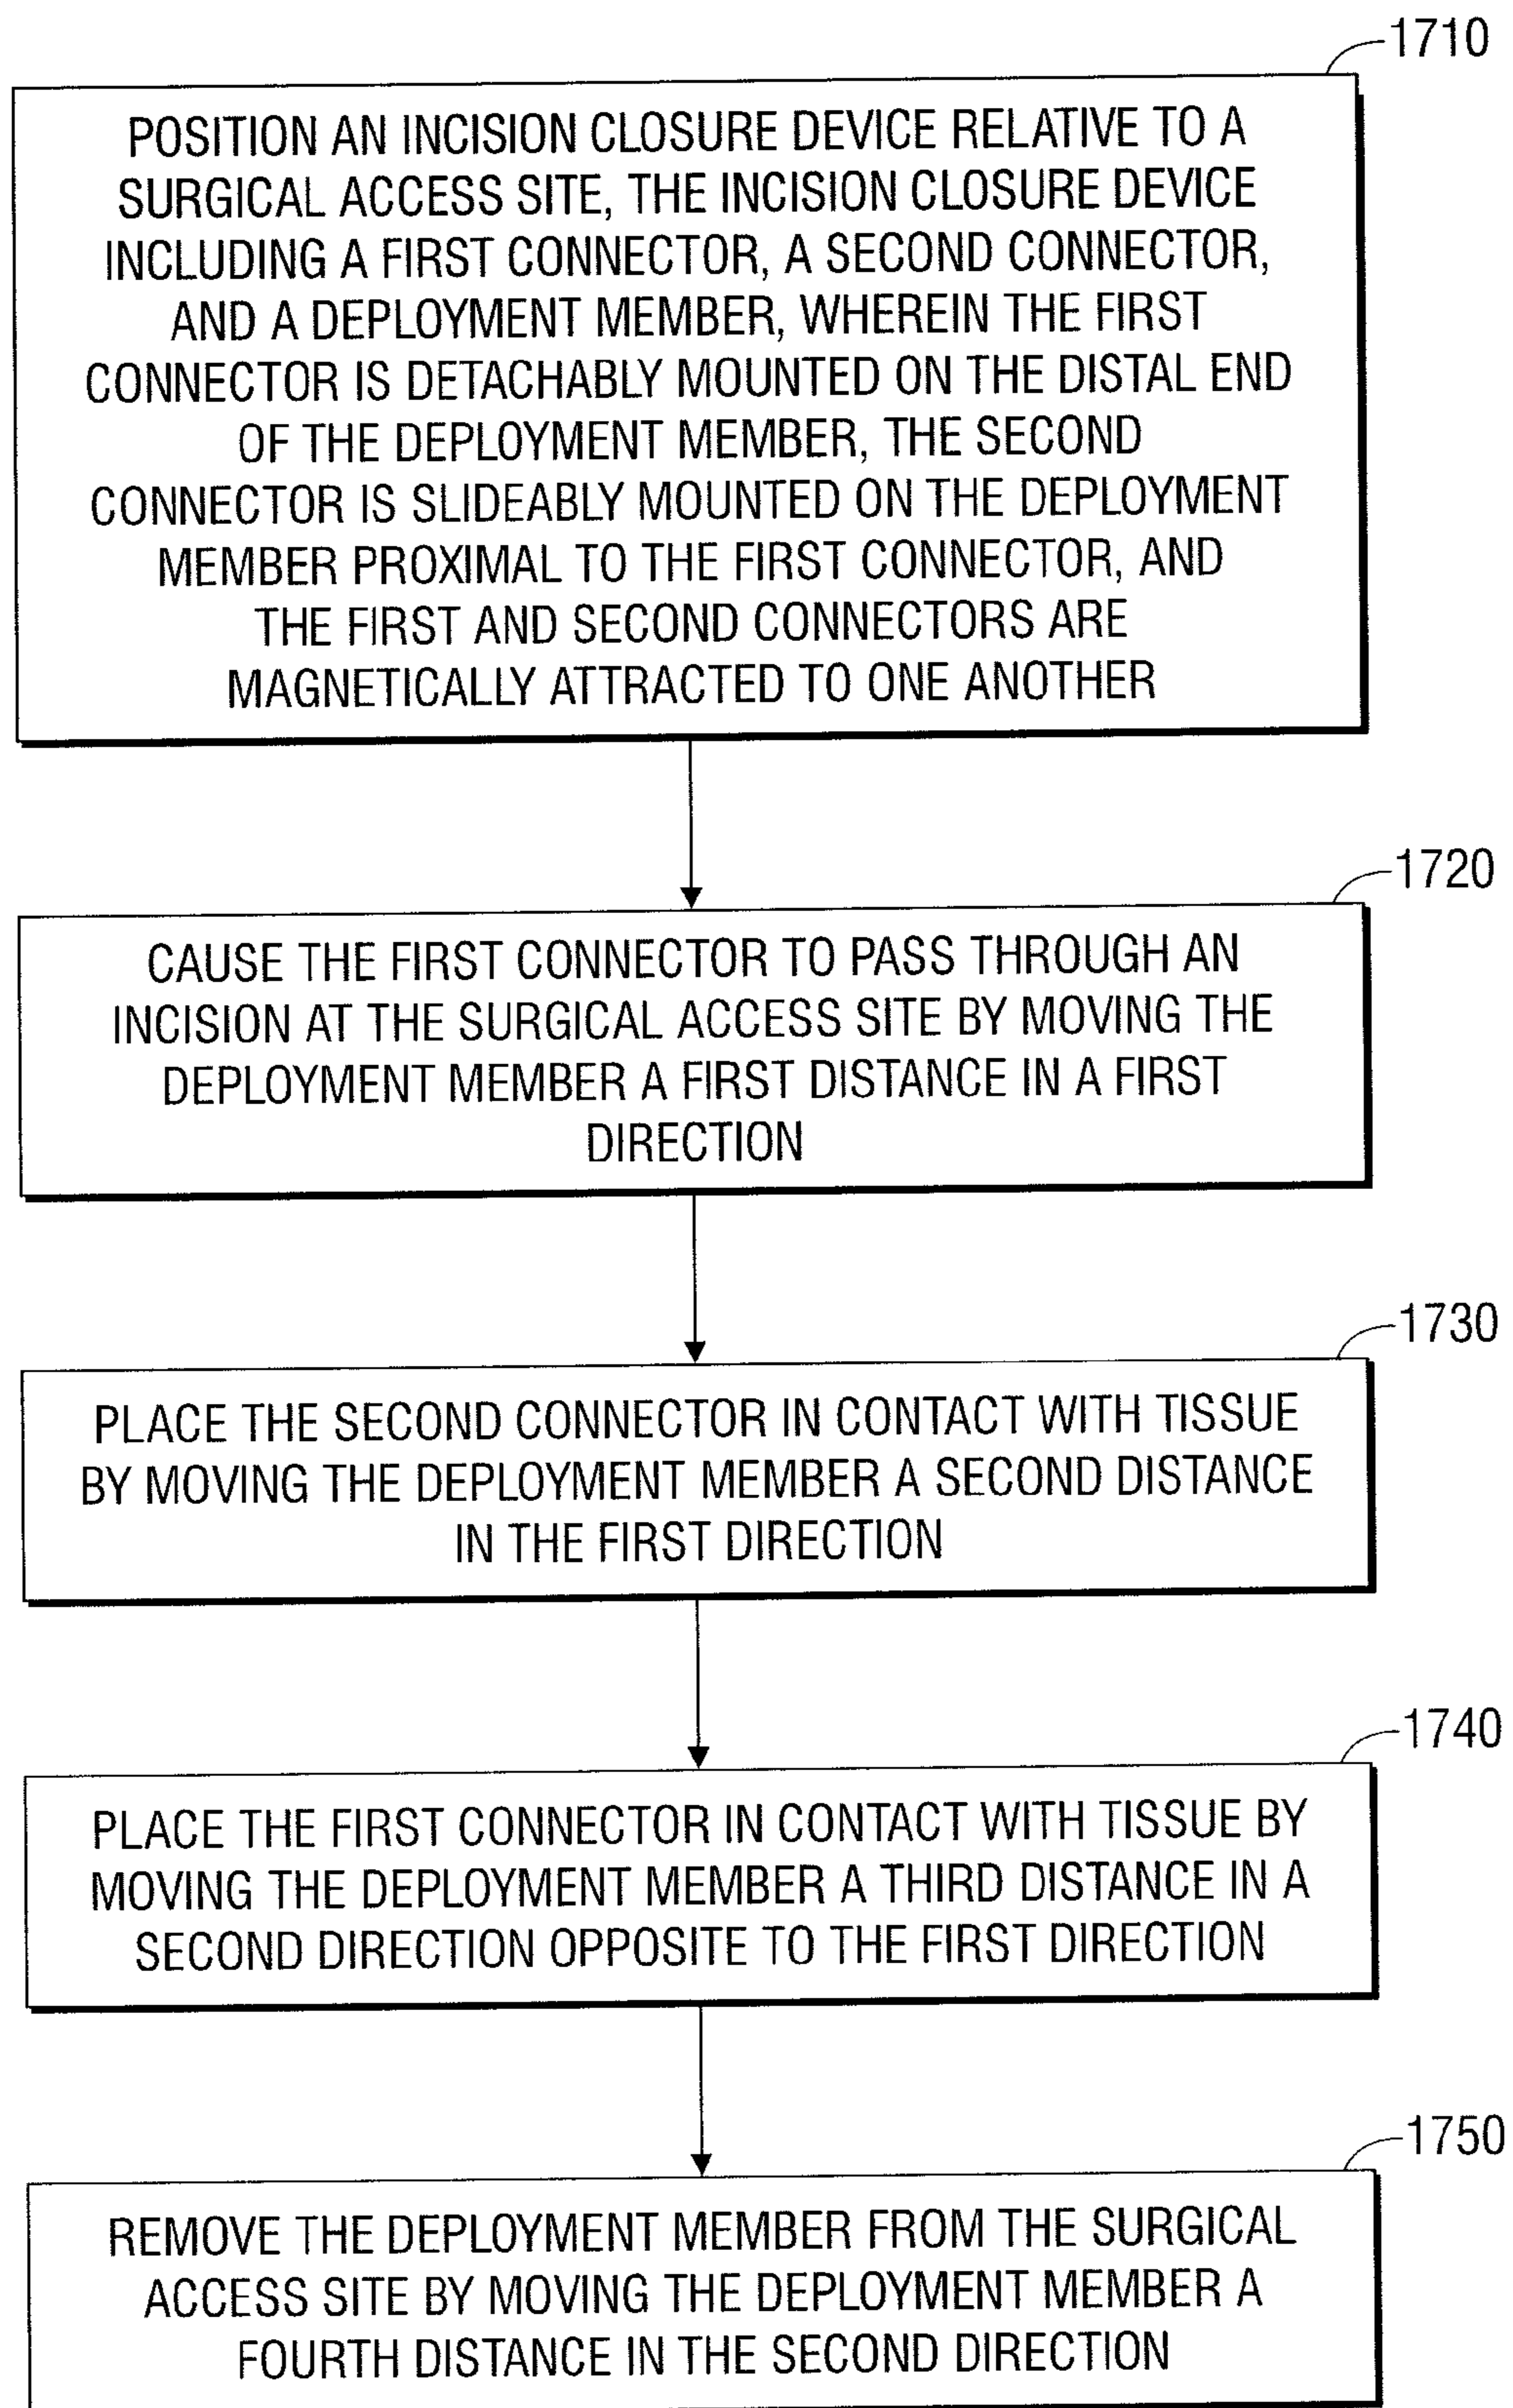 1710
POSITION AN INCISION CLOSURE DEVICE RELATIVE TO A
SURGICAL ACCESS SITE, THE INCISION CLOSURE DEVICE
INCLUDING A FIRST CONNECTOR, A SECOND CONNECTOR,
AND A DEPLOYMENT MEMBER, WHEREIN THE FIRST
CONNECTOR IS DETACHABLY MOUNTED ON THE DISTAL END
OF THE DEPLOYMENT MEMBER, THE SECOND
CONNECTOR IS SLIDEABLY MOUNTED ON THE DEPLOYMENT
MEMBER PROXIMAL TO THE FIRST CONNECTOR, AND
THE FIRST AND SECOND CONNECTORS ARE
MAGNETICALLY ATTRACTED TO ONE ANOTHER
1720
CAUSE THE FIRST CONNECTOR TO PASS THROUGH AN
INCISION AT THE SURGICAL ACCESS SITE BY MOVING THE
DEPLOYMENT MEMBER A FIRST DISTANCE IN A FIRST
DIRECTION
1730
PLACE THE SECOND CONNECTOR IN CONTACT WITH TISSUE
BY MOVING THE DEPLOYMENT MEMBER A SECOND DISTANCE
IN THE FIRST DIRECTION
1740
PLACE THE FIRST CONNECTOR IN CONTACT WITH TISSUE BY
MOVING THE DEPLOYMENT MEMBER A THIRD DISTANCE IN A
SECOND DIRECTION OPPOSITE TO THE FIRST DIRECTION
1750
REMOVE THE DEPLOYMENT MEMBER FROM THE SURGICAL
ACCESS SITE BY MOVING THE DEPLOYMENT MEMBER A
FOURTH DISTANCE IN THE SECOND DIRECTION